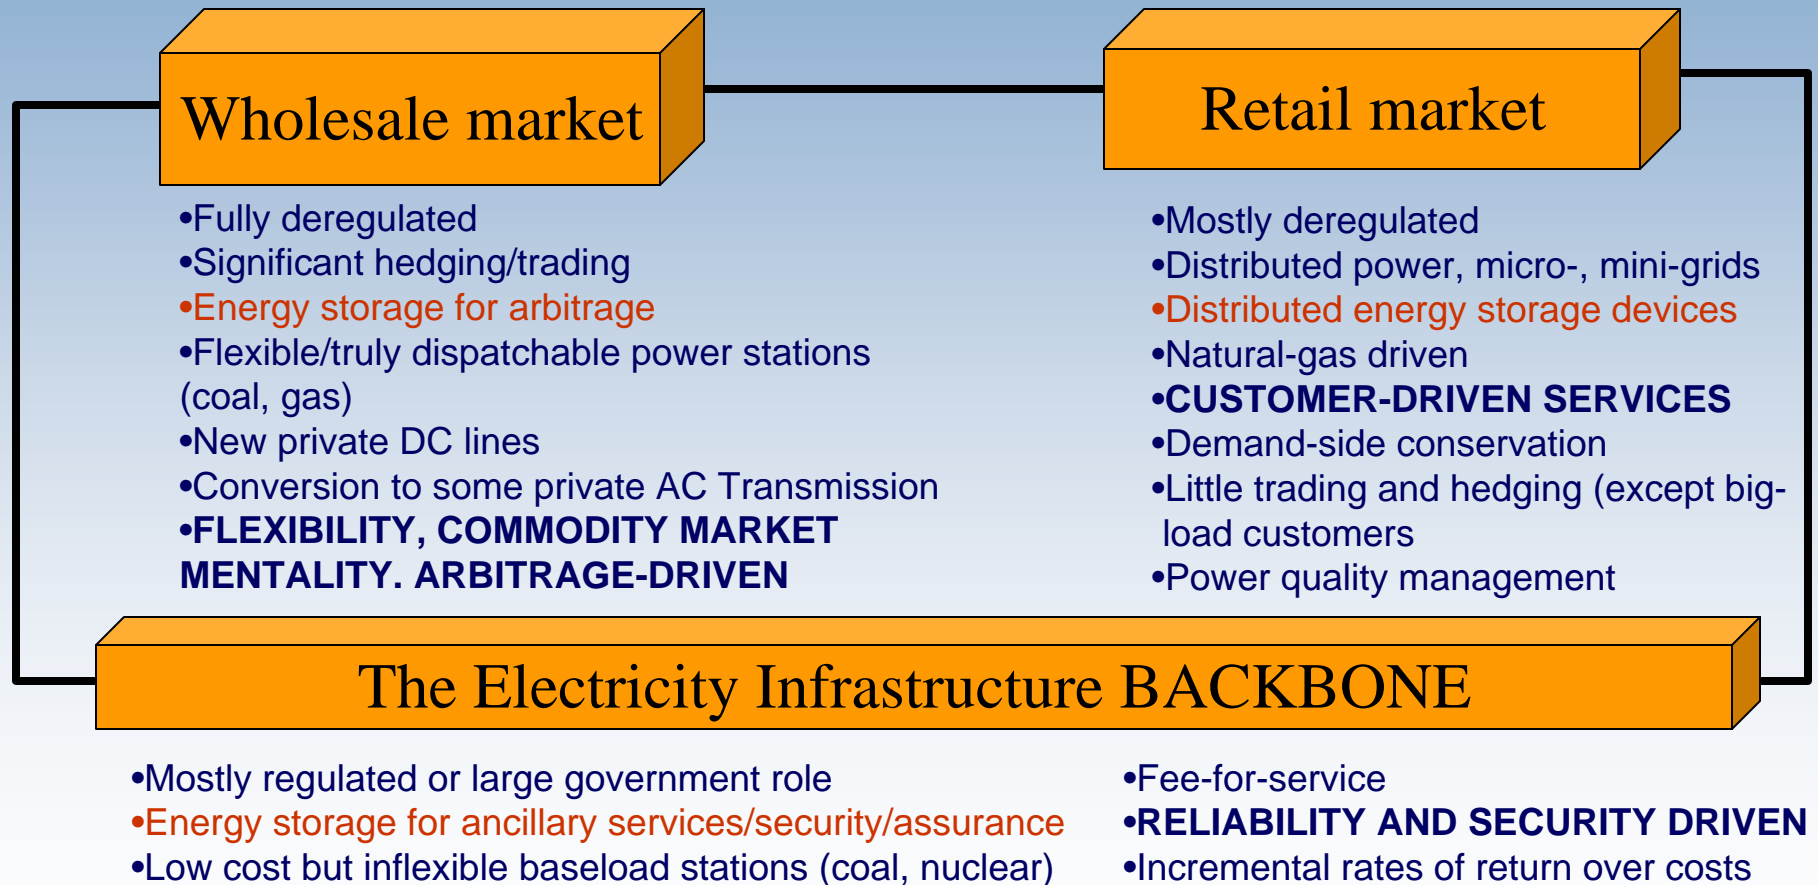 Wholesale market
•Fully deregulated
•Significant hedging/trading
•Energy storage for arbitrage
•Flexible/truly dispatchable power stations
(coal, gas)
•New private DC lines
•Conversion to some private AC Transmission
•FLEXIBILITY, COMMODITY MARKET
MENTALITY. ARBITRAGE-DRIVEN
Retail market
•Mostly deregulated
•Distributed power, micro-, mini-grids
•Distributed energy storage devices
•Natural-gas driven
•CUSTOMER-DRIVEN SERVICES
•Demand-side conservation
•Little trading and hedging (except big-
load customers
•Power quality management
The Electricity Infrastructure BACKBONE
•Mostly regulated or large government role
•Energy storage for ancillary services/security/assurance
•Low cost but inflexible baseload stations (coal, nuclear)
•Fee-for-service
•RELIABILITY AND SECURITY DRIVEN
•Incremental rates of return over costs